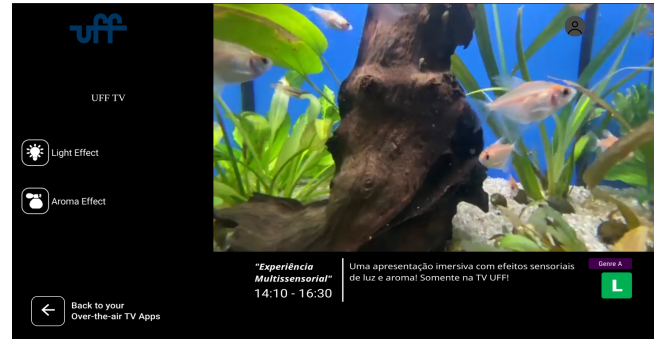 uff
UFF TV
Light Effect
Aroma Effect
Back to your
Over-the-air TV Apps
"Experiência
Multissensorial"
14:10 - 16:30
Uma apresentação imersiva com efeitos sensoriais
de luz e aroma! Somente na TV UFF!
Genre A
L